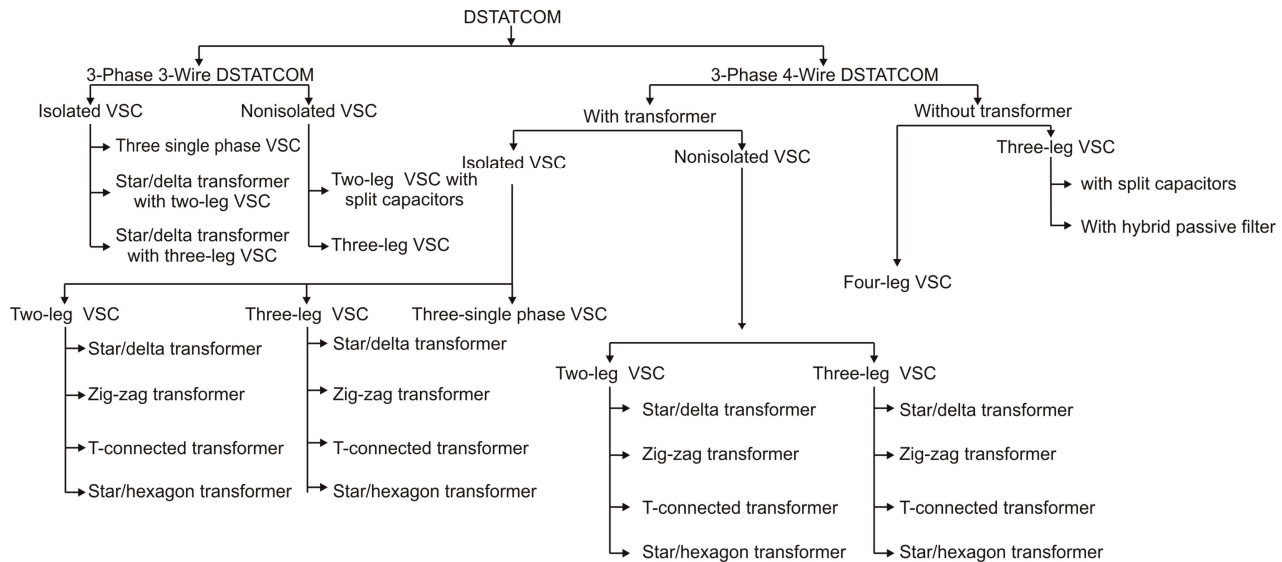 DSTATCOM
3-Phase 3-Wire DSTATCOM
3-Phase 4-Wire DSTATCOM
Isolated VSC
Nonisolated VSC
Three single phase VSC
Star/delta transformer
with two-leg VSC
Star/delta transformer
with three-leg VSC
Two-leg VSC with
split capacitors
Three-leg VSC
With transformer
Without transformer
Isolated VSC
Nonisolated VSC
Three-leg VSC
with split capacitors
With hybrid passive filter
Four-leg VSC
Two-leg VSC
Three-leg VSC
Three-single phase VSC
Star/delta transformer
Zig-zag transformer
T-connected transformer
Star/hexagon transformer
Star/delta transformer
Zig-zag transformer
T-connected transformer
Star/hexagon transformer
Two-leg VSC
Three-leg VSC
Star/delta transformer
Zig-zag transformer
T-connected transformer
Star/hexagon transformer
Star/delta transformer
Zig-zag transformer
T-connected transformer
Star/hexagon transformer